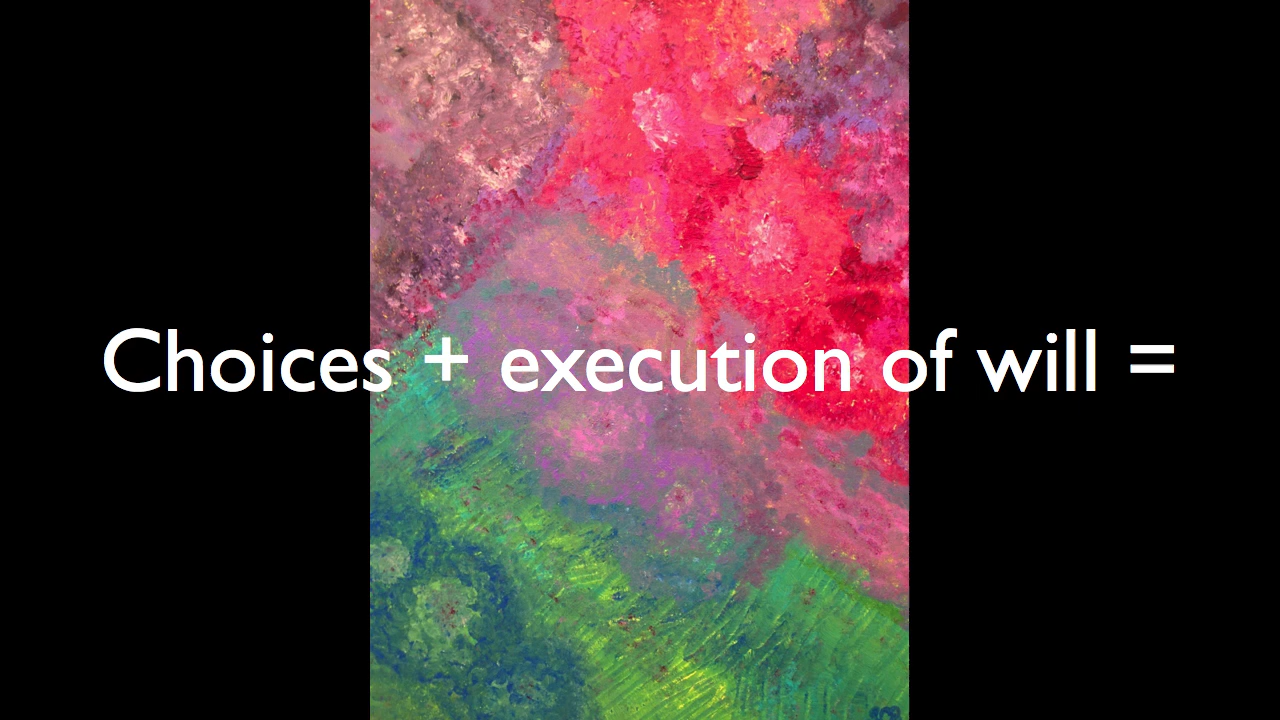 Choices + execution of will =